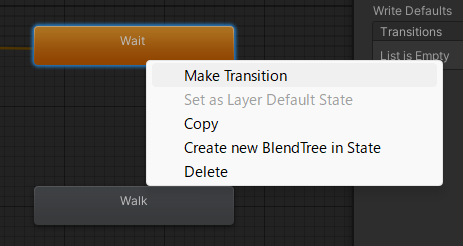 Wait
Write Defaults
Transitions
List is Empty
Make Transition
Set as Layer Default State
Copy
Create new BlendTree in State
Delete
Walk